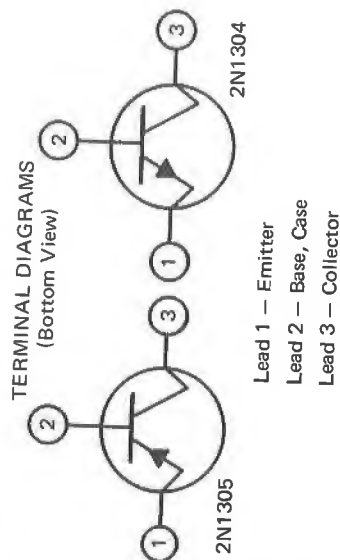 TERMINAL DIAGRAMS
(Bottom View)
2
2
1
3
1
3
2N1305
2N1304
Lead 1 – Emitter
Lead 2 – Base, Case
Lead 3 – Collector